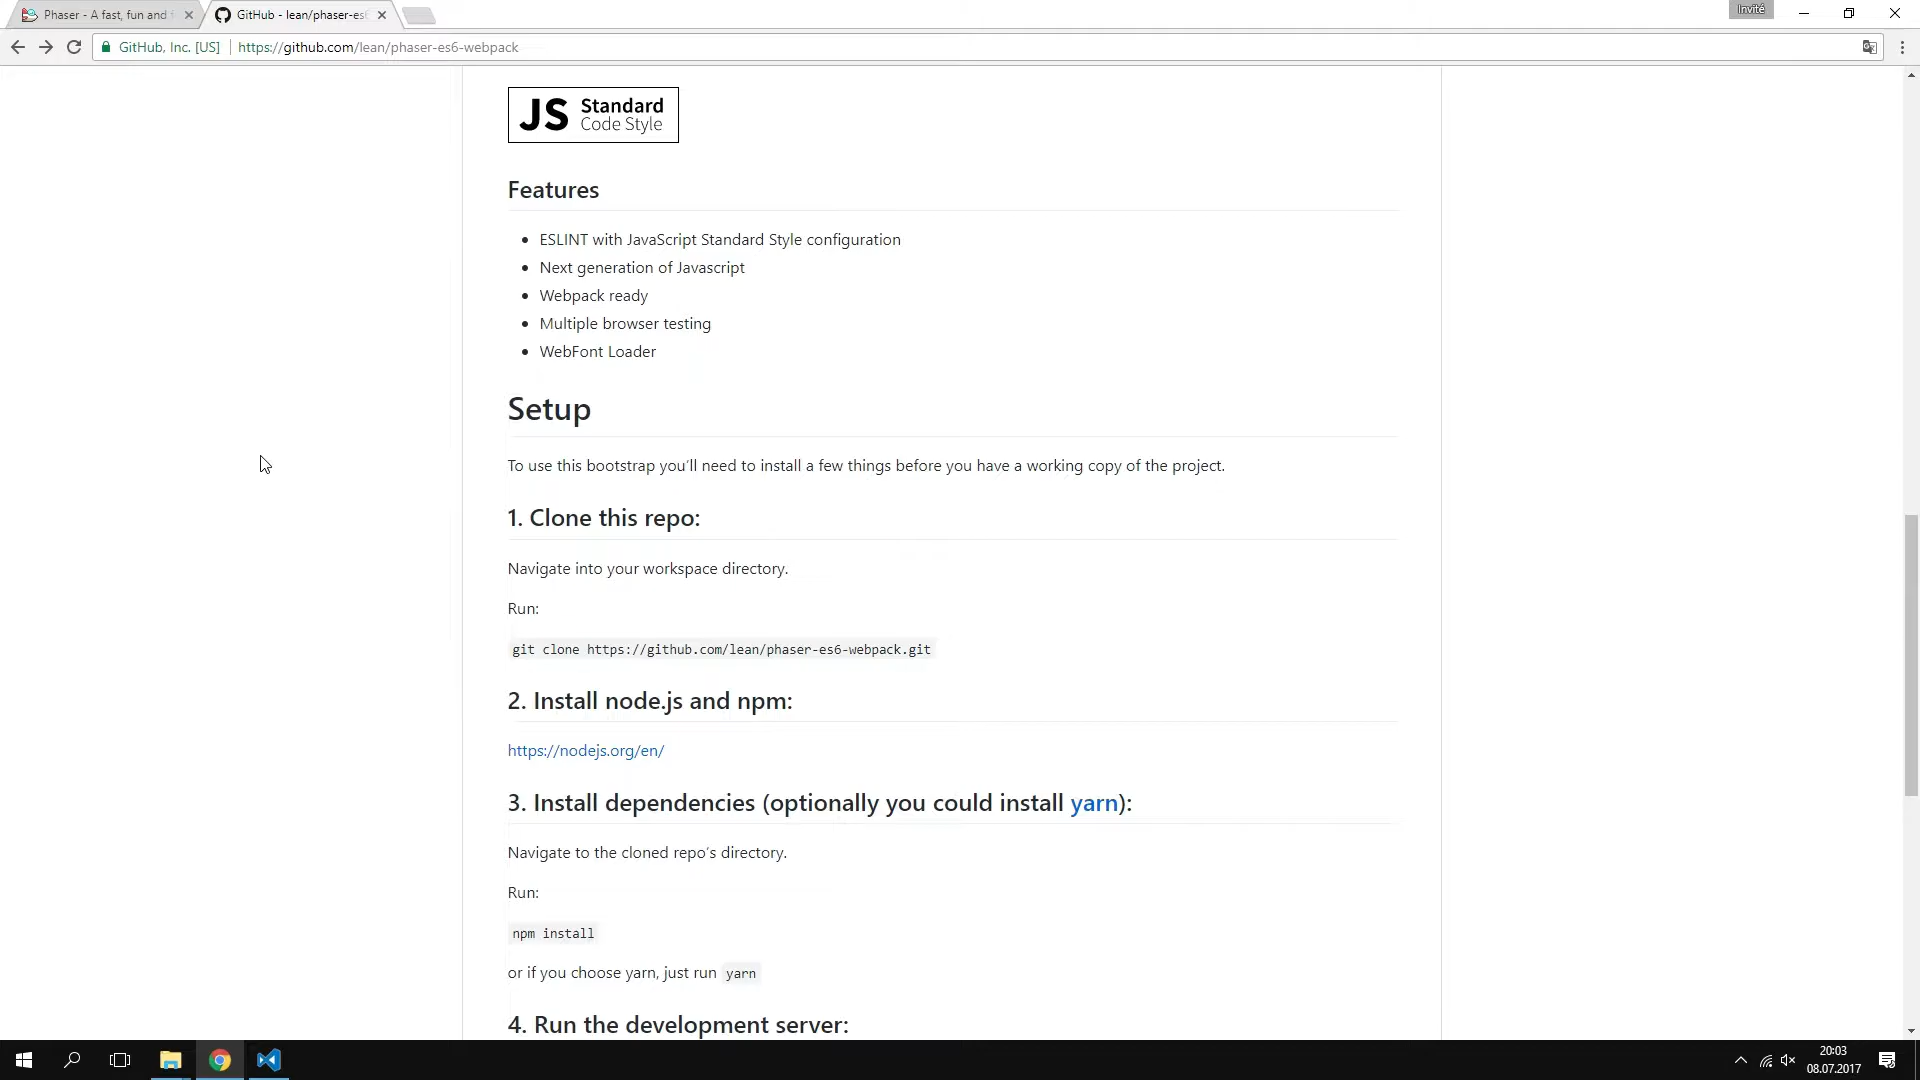 Phaser - A fast, fun and f
GitHub - lean/phaser-es6
Invité
GitHub, Inc. [US]
https://github.com/lean/phaser-es6-webpack
JS Standard
Code Style
Features
ESLINT with JavaScript Standard Style configuration
Next generation of Javascript
Webpack ready
Multiple browser testing
WebFont Loader
Setup
To use this bootstrap you’ll need to install a few things before you have a working copy of the project.
1. Clone this repo:
Navigate into your workspace directory.
Run:
git clone https://github.com/lean/phaser-es6-webpack.git
2. Install node.js and npm:
https://nodejs.org/en/
3. Install dependencies (optionally you could install yarn):
Navigate to the cloned repo’s directory.
Run:
npm install
or if you choose yarn, just run yarn
4. Run the development server:
20:03
08.07.2017